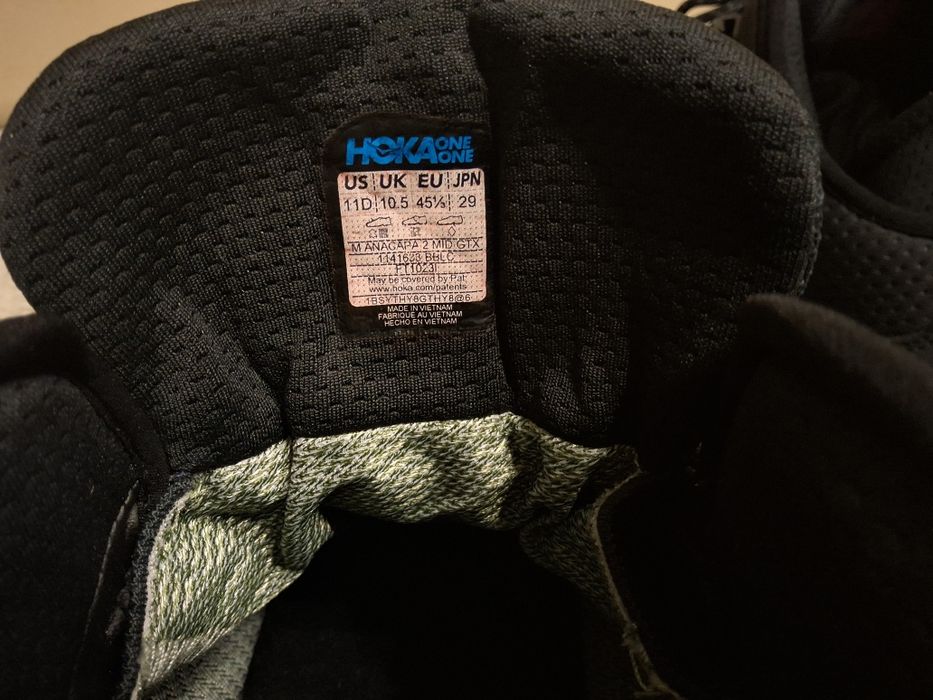 HOKA ONE ONE
US UK EU JPN
11D 10.5 45⅓ 29
M ANACAPA 2 MID GTX
BBLC
FT1023I
May be covered by Pat:
www.hoka.com/patents
1BSYTHY8GTHY8@6
MADE IN VIETNAM
FABRIQUE AU VIETNAM
HECHO EN VIETNAM